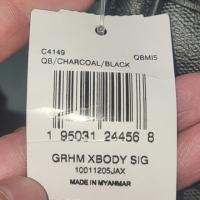 C4149 QBMI5
QB/CHARCOAL/BLACK
1 95031 24456 8
GRHM XBODY SIG
10011205JAX
MADE IN MYANMAR